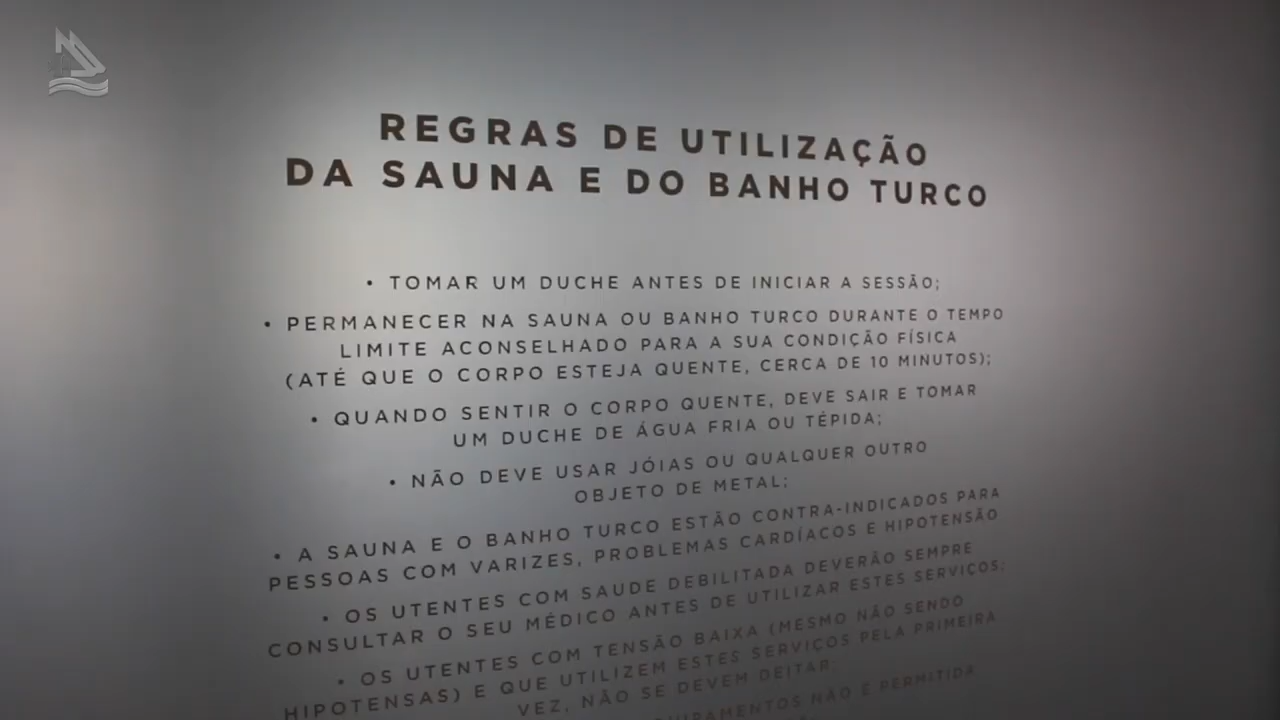 REGRAS DE UTILIZAÇÃO
DA SAUNA E DO BANHO TURCO
• TOMAR UM DUCHE ANTES DE INICIAR A SESSÃO;
• PERMANECER NA SAUNA OU BANHO TURCO DURANTE O TEMPO
LIMITE ACONSELHADO PARA A SUA CONDIÇÃO FÍSICA
(ATÉ QUE O CORPO ESTEJA QUENTE, CERCA DE 10 MINUTOS);
• QUANDO SENTIR O CORPO QUENTE, DEVE SAIR E TOMAR
UM DUCHE DE ÁGUA FRIA OU TÉPIDA;
• NÃO DEVE USAR JÓIAS OU QUALQUER OUTRO
OBJETO DE METAL;
• A SAUNA E O BANHO TURCO ESTÃO CONTRA-INDICADOS PARA
PESSOAS COM VARIZES, PROBLEMAS CARDÍACOS E HIPOTENSÃO
• OS UTENTES COM SAUDE DEBILITADA DEVERÃO SEMPRE
CONSULTAR O SEU MÉDICO ANTES DE UTILIZAR ESTES SERVIÇOS;
• OS UTENTES COM TENSÃO BAIXA (MESMO NÃO SENDO
HIPOTENSAS) E QUE UTILIZEM ESTES SERVIÇOS PELA PRIMEIRA
VEZ, NÃO SE DEVEM DEITAR;
NÃO É PERMITIDA